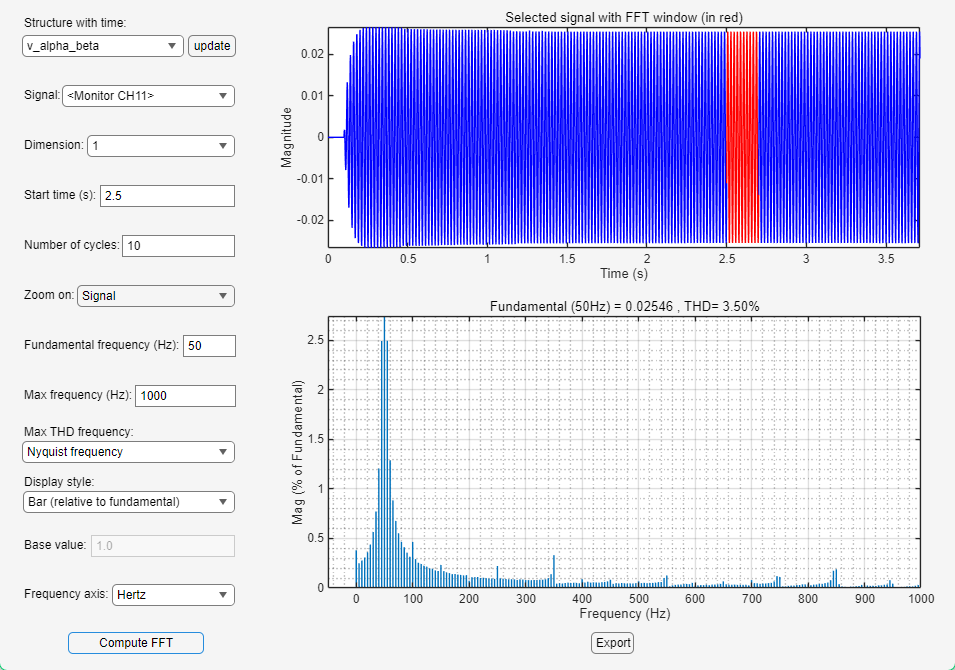 Structure with time:
v_alpha_beta
update
Signal: <Monitor CH11>
Dimension: 1
Start time (s): 2.5
Number of cycles: 10
Zoom on: Signal
Fundamental frequency (Hz): 50
Max frequency (Hz): 1000
Max THD frequency:
Nyquist frequency
Display style:
Bar (relative to fundamental)
Base value: 1.0
Frequency axis: Hertz
Compute FFT
Selected signal with FFT window (in red)
Magnitude
0.02
0.01
0
-0.01
-0.02
0 0.5 1 1.5 2 2.5 3 3.5
Time (s)
Fundamental (50Hz) = 0.02546 , THD= 3.50%
Mag (% of Fundamental)
2.5
2
1.5
1
0.5
0
0 100 200 300 400 500 600 700 800 900 1000
Frequency (Hz)
Export